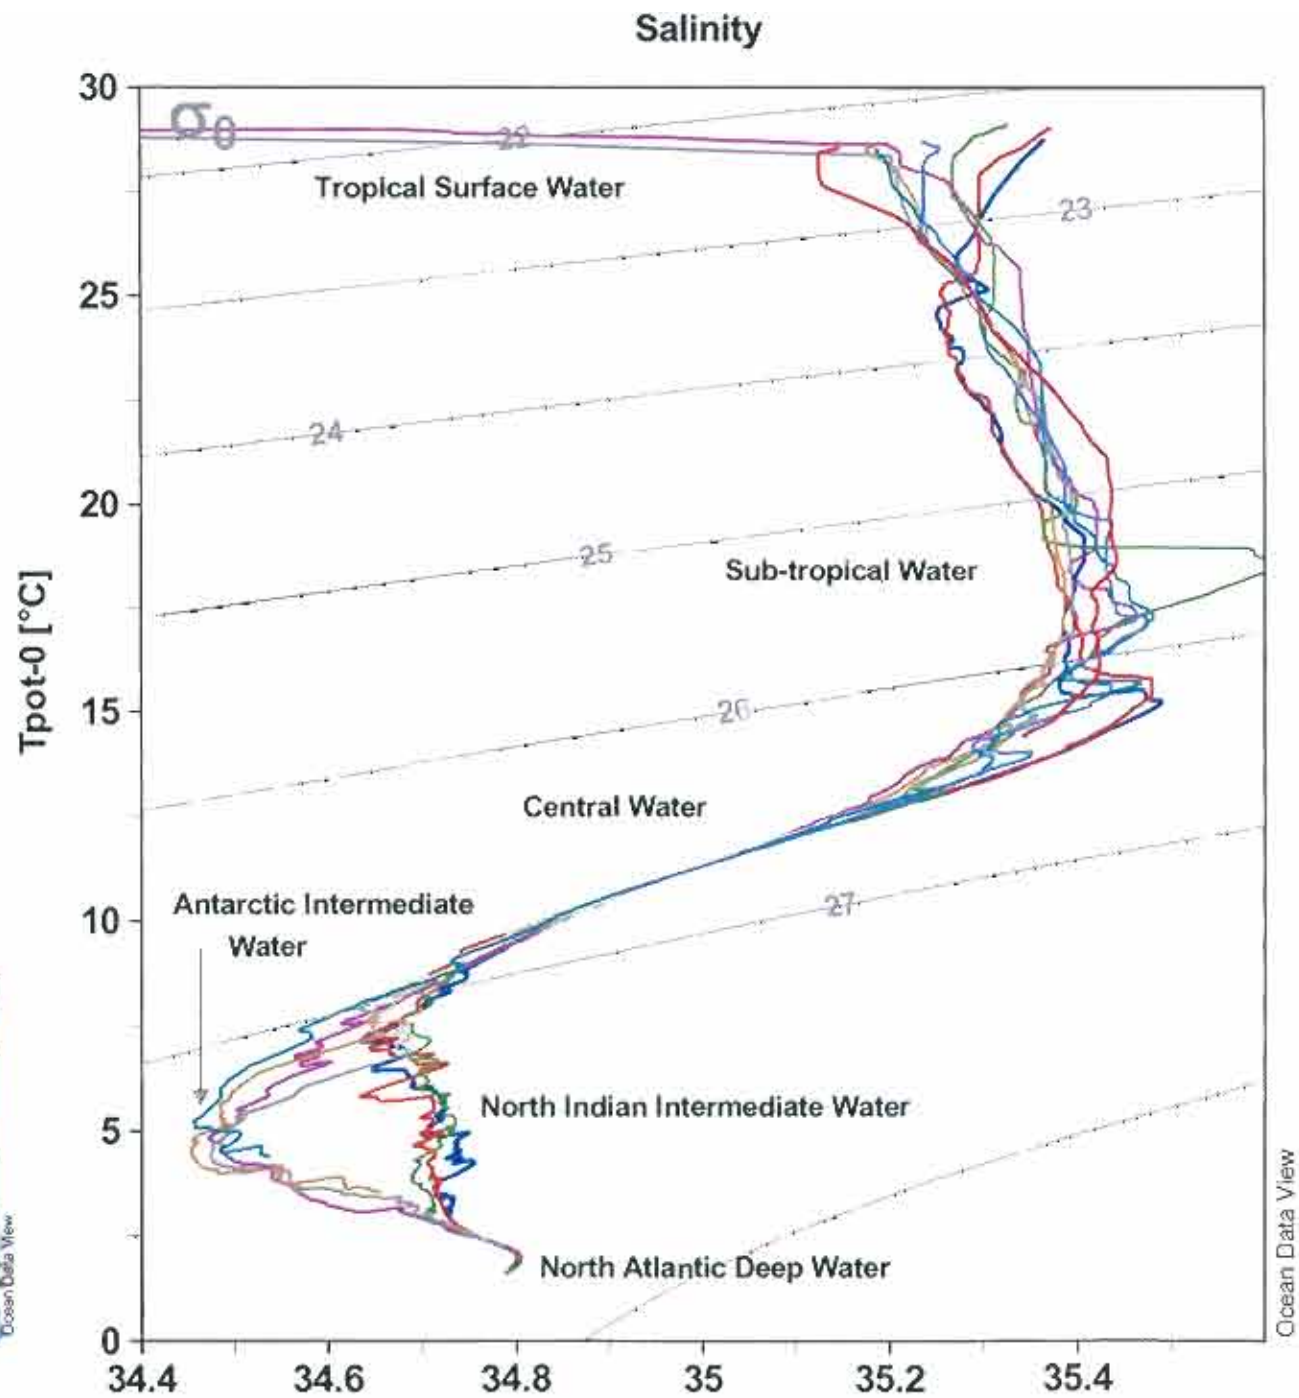 Salinity
30
σ0
22
Tropical Surface Water
23
25
24
20
25
Sub-tropical Water
Tpot-0 [°C]
15
26
Central Water
Antarctic Intermediate
Water
27
10
North Indian Intermediate Water
5
North Atlantic Deep Water
0
34.4
34.6
34.8
35
35.2
35.4
Ocean Data View
Ocean Data View